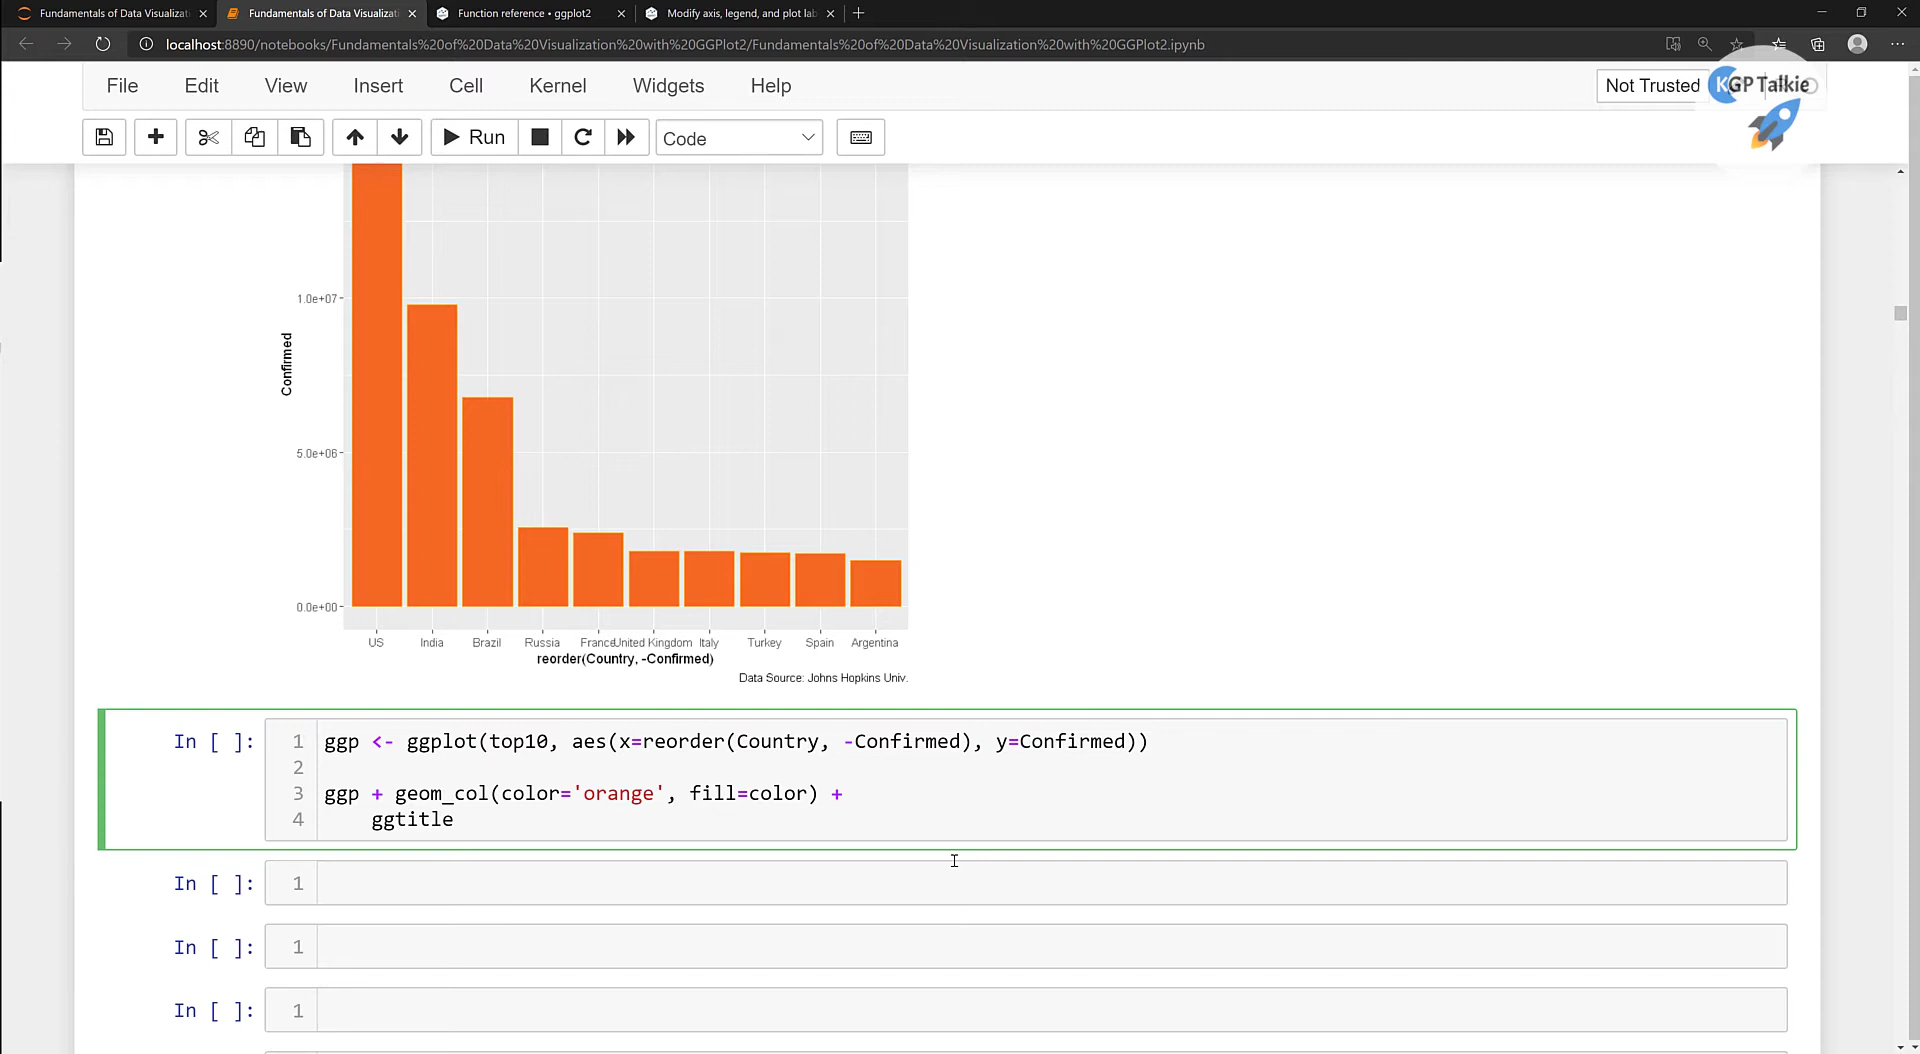 Fundamentals of Data Visualizati
Fundamentals of Data Visualizati
Function reference • ggplot2
Modify axis, legend, and plot lab
localhost:8890/notebooks/Fundamentals%20of%20Data%20Visualization%20with%20GGPlot2/Fundamentals%20of%20Data%20Visualization%20with%20GGPlot2.ipynb
File Edit View Insert Cell Kernel Widgets Help
Not Trusted
KGP Talkie
Run
Code
1.0e+07
Confirmed
5.0e+06
0.0e+00
US India Brazil Russia France United Kingdom Italy Turkey Spain Argentina
reorder(Country, -Confirmed)
Data Source: Johns Hopkins Univ.
In [ ]: 1 ggp <- ggplot(top10, aes(x=reorder(Country, -Confirmed), y=Confirmed))
2
3 ggp + geom_col(color='orange', fill=color) +
4 ggtitle
In [ ]: 1
In [ ]: 1
In [ ]: 1